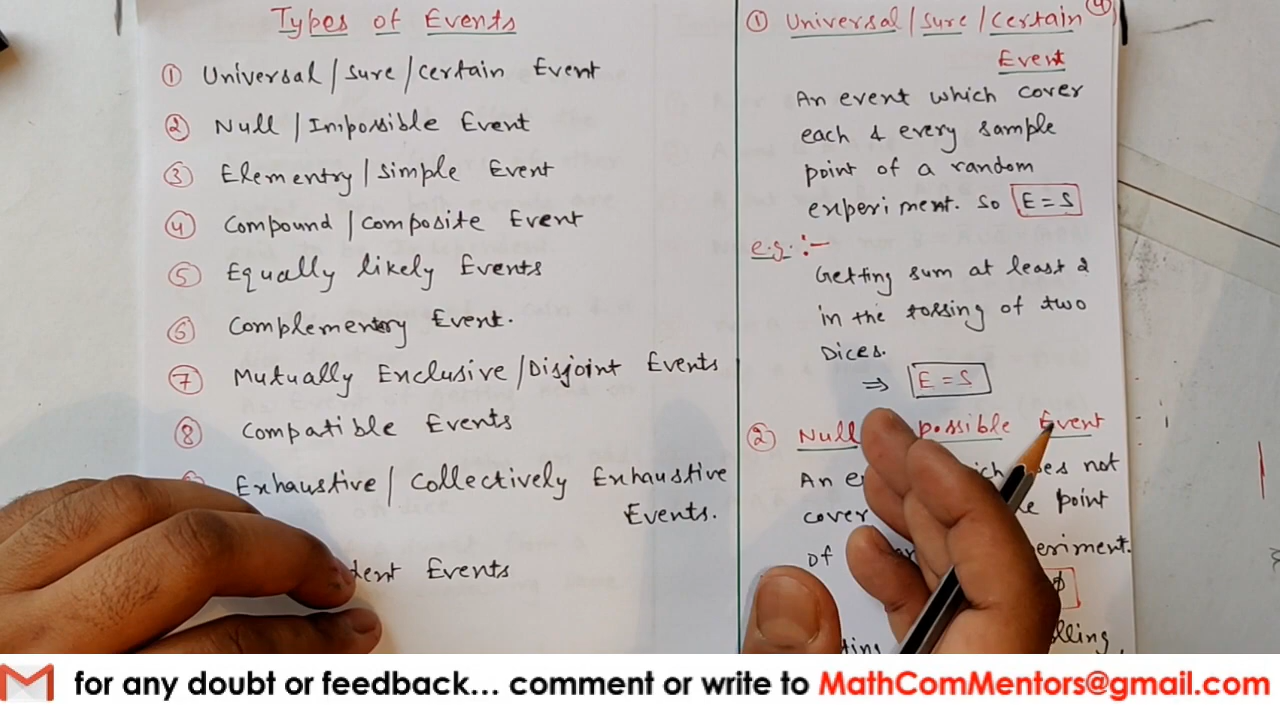 Types of Events
① Universal/Sure/Certain Event
② Null/Impossible Event
③ Elementry/Simple Event
④ Compound/Composite Event
⑤ Equally likely Events
⑥ Complementry Event.
⑦ Mutually Exclusive/Disjoint Events
⑧ Compatible Events
Exhaustive/Collectively Exhaustive
Events.
Events
④
① Universal/Sure/Certain
Event
An event which cover
each & every sample
point of a random
experiment. So E = S
e.g. :-
Getting sum at least 2
in the tossing of two
Dices.
⇒ E = S
② Null Event
An not
cover point
of
for any doubt or feedback... comment or write to MathComMentors@gmail.com